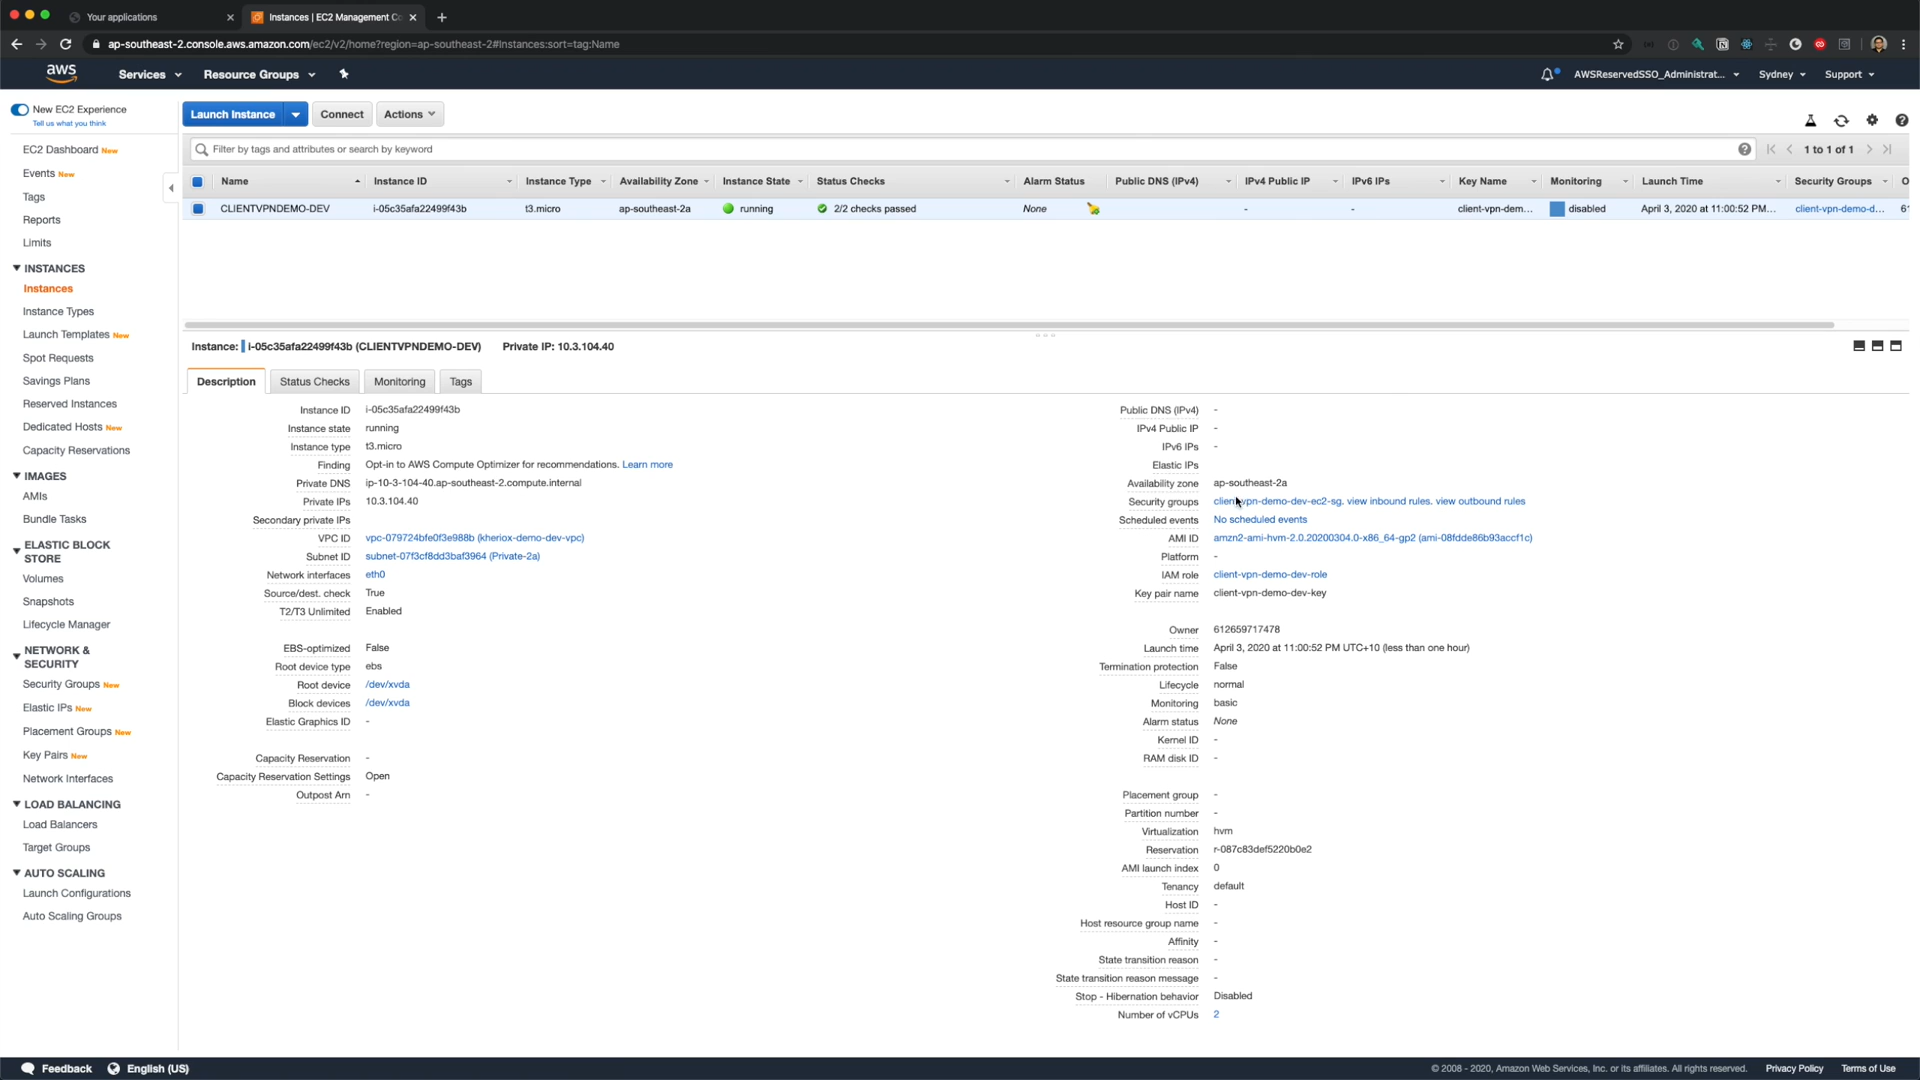 Your applications
Instances | EC2 Management Co
ap-southeast-2.console.aws.amazon.com/ec2/v2/home?region=ap-southeast-2#Instances:sort=tag:Name
aws
Services
Resource Groups
AWSReservedSSO_Administrat...
Sydney
Support
New EC2 Experience
Tell us what you think
EC2 Dashboard New
Events New
Tags
Reports
Limits
INSTANCES
Instances
Instance Types
Launch Templates New
Spot Requests
Savings Plans
Reserved Instances
Dedicated Hosts New
Capacity Reservations
IMAGES
AMIs
Bundle Tasks
ELASTIC BLOCK
STORE
Volumes
Snapshots
Lifecycle Manager
NETWORK &
SECURITY
Security Groups New
Elastic IPs New
Placement Groups New
Key Pairs New
Network Interfaces
LOAD BALANCING
Load Balancers
Target Groups
AUTO SCALING
Launch Configurations
Auto Scaling Groups
Launch Instance
Connect
Actions
Filter by tags and attributes or search by keyword
1 to 1 of 1
Name Instance ID Instance Type Availability Zone Instance State Status Checks Alarm Status Public DNS (IPv4) IPv4 Public IP IPv6 IPs Key Name Monitoring Launch Time Security Groups O
CLIENTVPNDEMO-DEV i-05c35afa22499f43b t3.micro ap-southeast-2a running 2/2 checks passed None - - client-vpn-dem... disabled April 3, 2020 at 11:00:52 PM... client-vpn-demo-d... 61
Instance: i-05c35afa22499f43b (CLIENTVPNDEMO-DEV) Private IP: 10.3.104.40
Description
Status Checks
Monitoring
Tags
Instance ID i-05c35afa22499f43b
Instance state running
Instance type t3.micro
Finding Opt-in to AWS Compute Optimizer for recommendations. Learn more
Private DNS ip-10-3-104-40.ap-southeast-2.compute.internal
Private IPs 10.3.104.40
Secondary private IPs
VPC ID vpc-079724bfe0f3e988b (kheriox-demo-dev-vpc)
Subnet ID subnet-07f3cf8dd3baf3964 (Private-2a)
Network interfaces eth0
Source/dest. check True
T2/T3 Unlimited Enabled
EBS-optimized False
Root device type ebs
Root device /dev/xvda
Block devices /dev/xvda
Elastic Graphics ID -
Capacity Reservation -
Capacity Reservation Settings Open
Outpost Arn -
Public DNS (IPv4) -
IPv4 Public IP -
IPv6 IPs -
Elastic IPs
Availability zone ap-southeast-2a
Security groups client-vpn-demo-dev-ec2-sg. view inbound rules. view outbound rules
Scheduled events No scheduled events
AMI ID amzn2-ami-hvm-2.0.20200304.0-x86_64-gp2 (ami-08fdde86b93accf1c)
Platform -
IAM role client-vpn-demo-dev-role
Key pair name client-vpn-demo-dev-key
Owner 612659717478
Launch time April 3, 2020 at 11:00:52 PM UTC+10 (less than one hour)
Termination protection False
Lifecycle normal
Monitoring basic
Alarm status None
Kernel ID -
RAM disk ID -
Placement group -
Partition number -
Virtualization hvm
Reservation r-087c83def5220b0e2
AMI launch index 0
Tenancy default
Host ID -
Host resource group name -
Affinity -
State transition reason -
State transition reason message -
Stop - Hibernation behavior Disabled
Number of vCPUs 2
Feedback
English (US)
© 2008 - 2020, Amazon Web Services, Inc. or its affiliates. All rights reserved.
Privacy Policy
Terms of Use